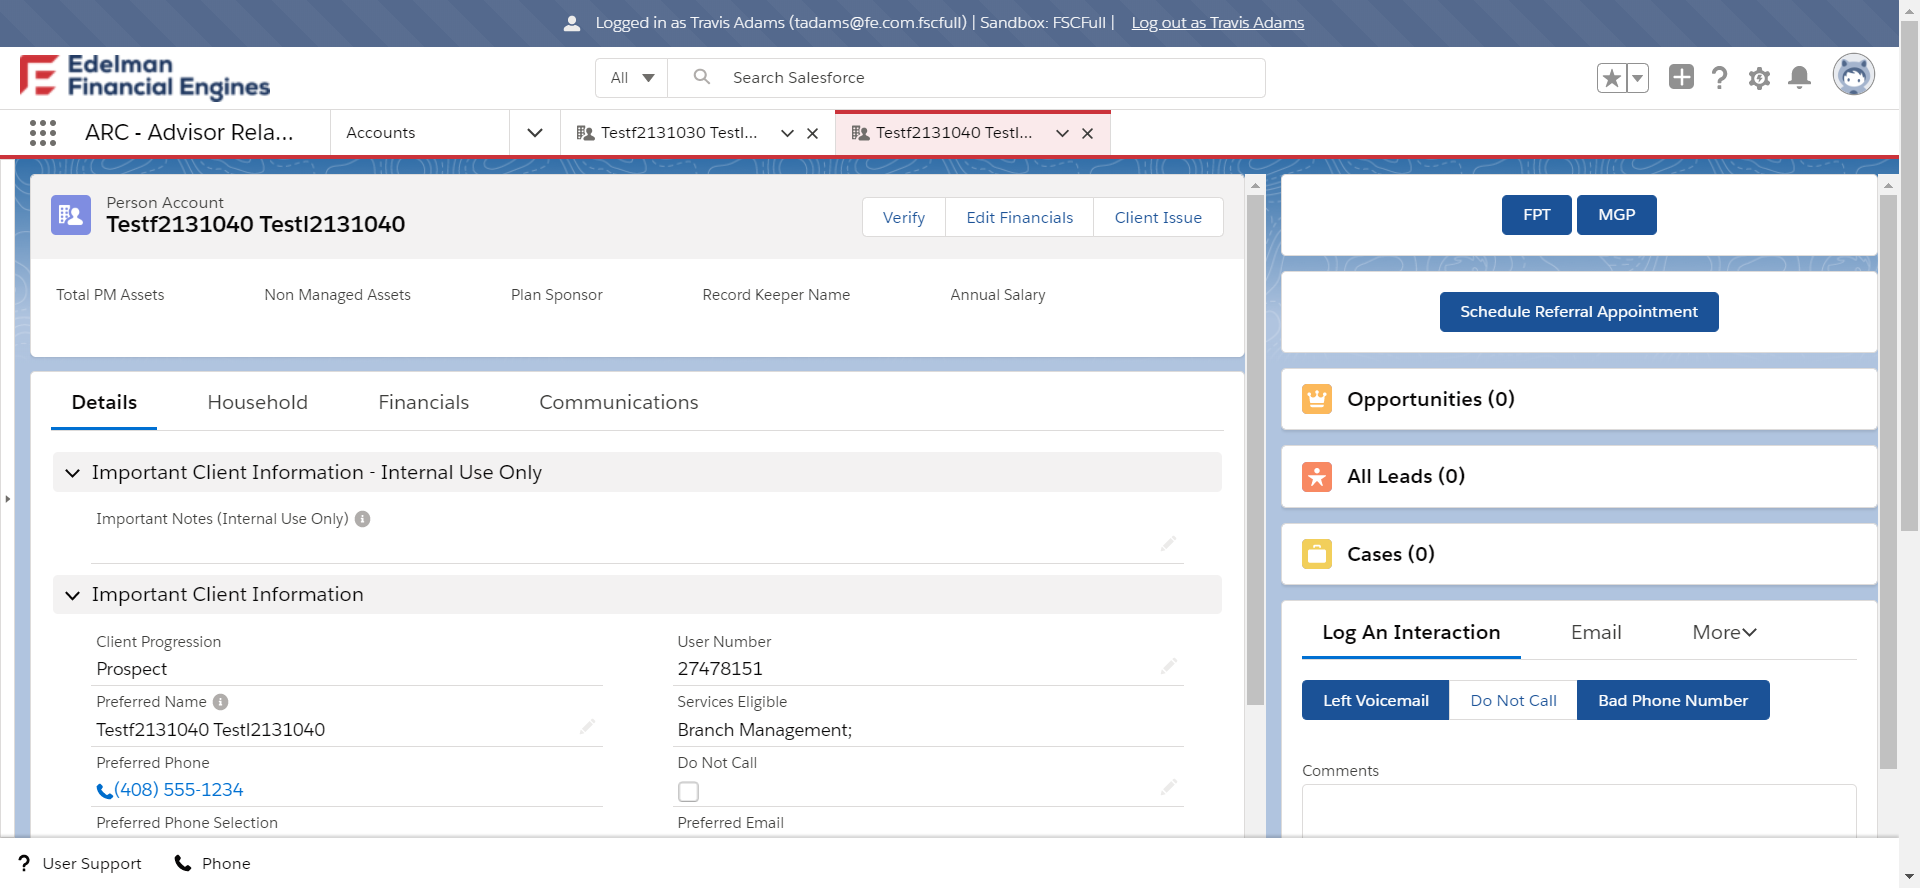 Logged in as Travis Adams (tadams@fe.com.fscfull) | Sandbox: FSCFull | Log out as Travis Adams
Edelman
Financial Engines
All
Search Salesforce
ARC - Advisor Rela...
Accounts
Testf2131030 Testl...
Testf2131040 Testl...
Person Account
Testf2131040 Testl2131040
Verify
Edit Financials
Client Issue
Total PM Assets
Non Managed Assets
Plan Sponsor
Record Keeper Name
Annual Salary
Details
Household
Financials
Communications
Important Client Information - Internal Use Only
Important Notes (Internal Use Only)
Important Client Information
Client Progression
Prospect
User Number
27478151
Preferred Name
Testf2131040 Testl2131040
Services Eligible
Branch Management;
Preferred Phone
(408) 555-1234
Do Not Call
Preferred Phone Selection
Preferred Email
FPT
MGP
Schedule Referral Appointment
Opportunities (0)
All Leads (0)
Cases (0)
Log An Interaction
Email
More
Left Voicemail
Do Not Call
Bad Phone Number
Comments
User Support
Phone